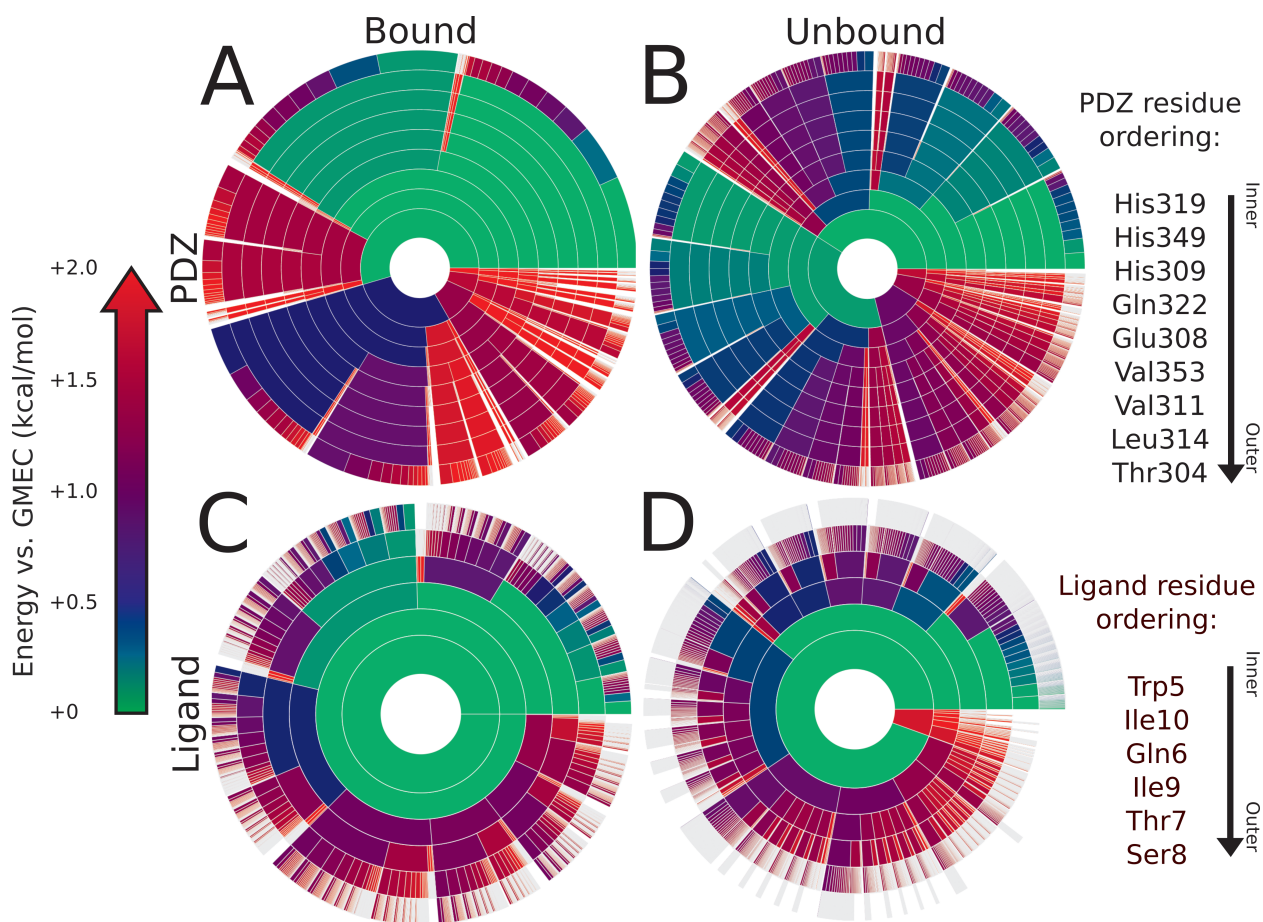 Bound
Unbound
A
B
PDZ residue
ordering:
Inner
His319
His349
His309
Gln322
Glu308
Val353
Val311
Leu314
Thr304
Outer
PDZ
+2.0
+1.5
+1.0
+0.5
+0
Energy vs. GMEC (kcal/mol)
C
D
Ligand
Ligand residue
ordering:
Inner
Trp5
Ile10
Gln6
Ile9
Thr7
Ser8
Outer